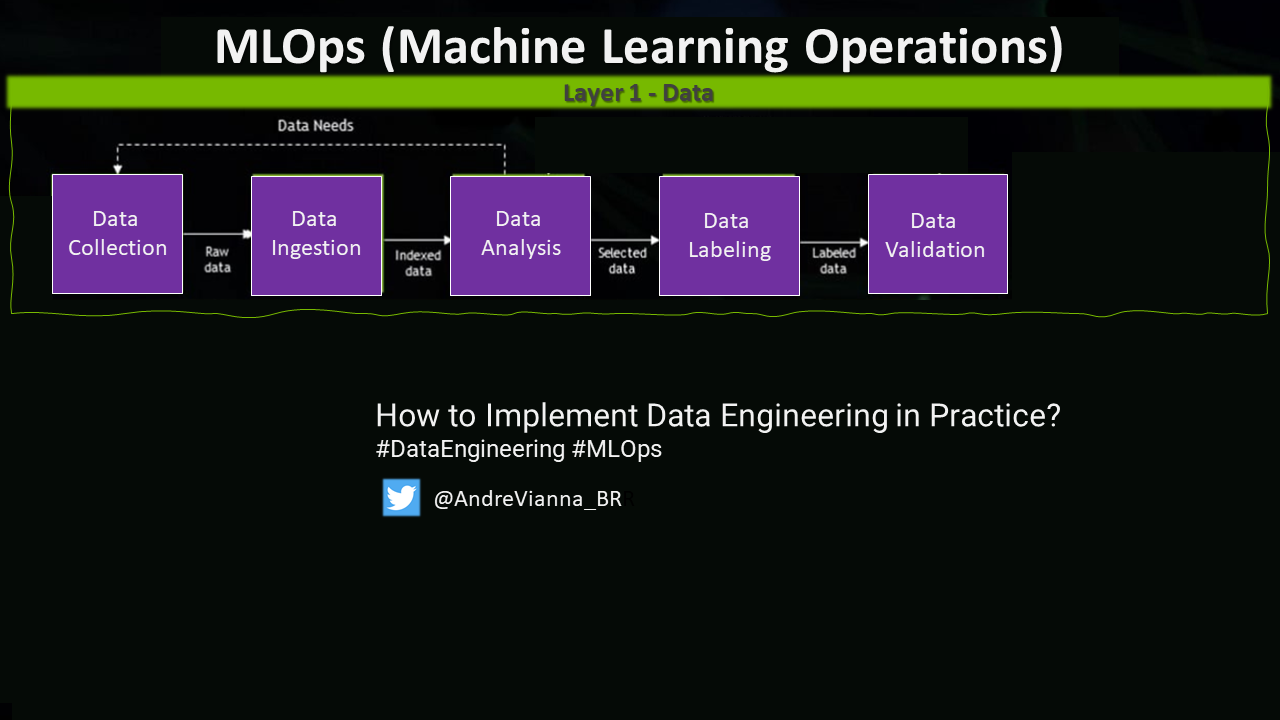 MLOps (Machine Learning Operations)
Layer 1 - Data
Data Needs
Data
Collection
Raw
data
Data
Ingestion
Indexed
data
Data
Analysis
Selected
data
Data
Labeling
Labeled
data
Data
Validation
How to Implement Data Engineering in Practice?
#DataEngineering #MLOps
@AndreVianna_BR